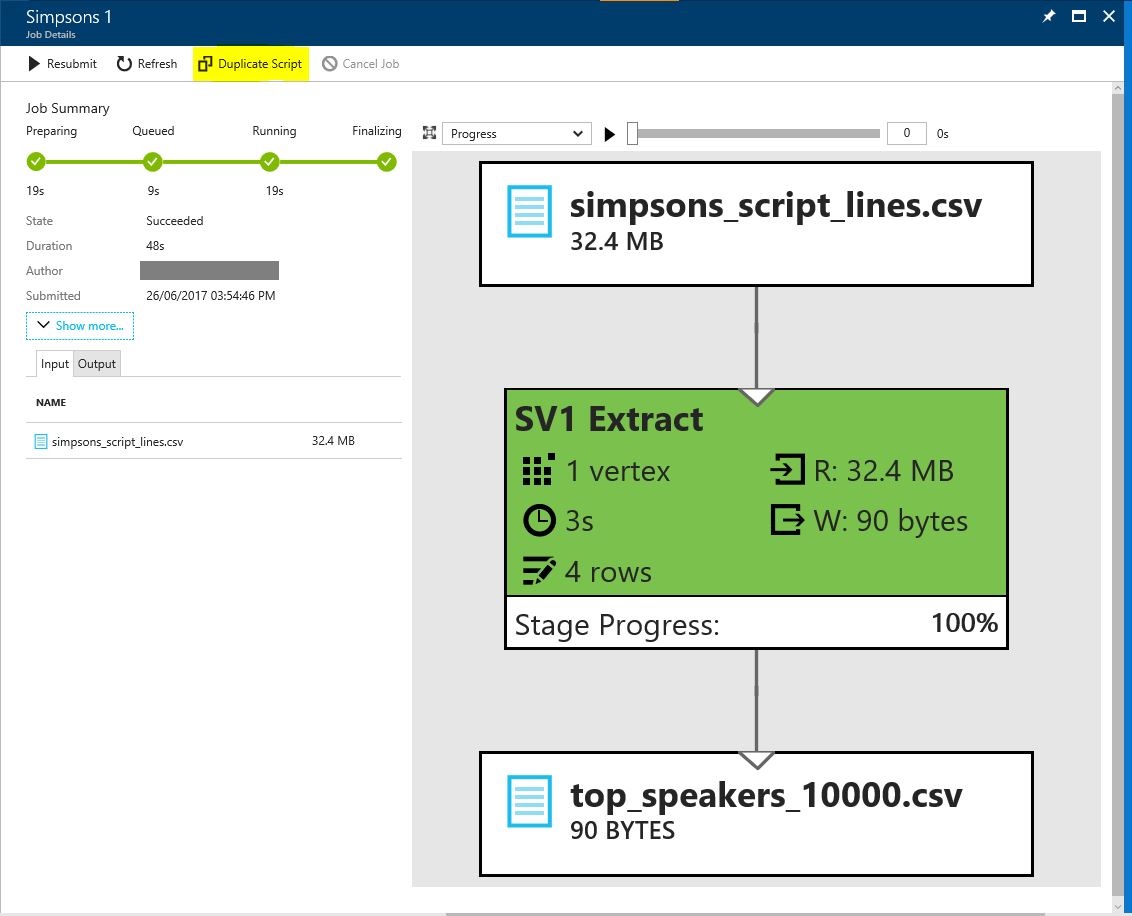 Simpsons 1
Job Details
Resubmit Refresh Duplicate Script Cancel Job
Job Summary
Preparing Queued Running Finalizing
19s 9s 19s
State Succeeded
Duration 48s
Author
Submitted 26/06/2017 03:54:46 PM
Show more...
Input Output
NAME
simpsons_script_lines.csv 32.4 MB
Progress 0 0s
simpsons_script_lines.csv
32.4 MB
SV1 Extract
1 vertex R: 32.4 MB
3s W: 90 bytes
4 rows
Stage Progress: 100%
top_speakers_10000.csv
90 BYTES